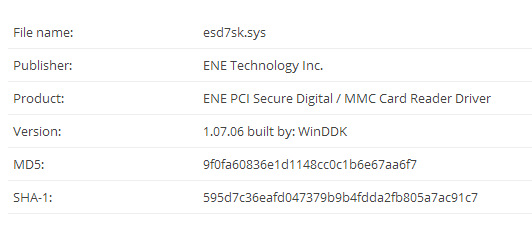 File name: esd7sk.sys
Publisher: ENE Technology Inc.
Product: ENE PCI Secure Digital / MMC Card Reader Driver
Version: 1.07.06 built by: WinDDK
MD5: 9f0fa60836e1d1148cc0c1b6e67aa6f7
SHA-1: 595d7c36eafd047379b9b4fdda2fb805a7ac91c7